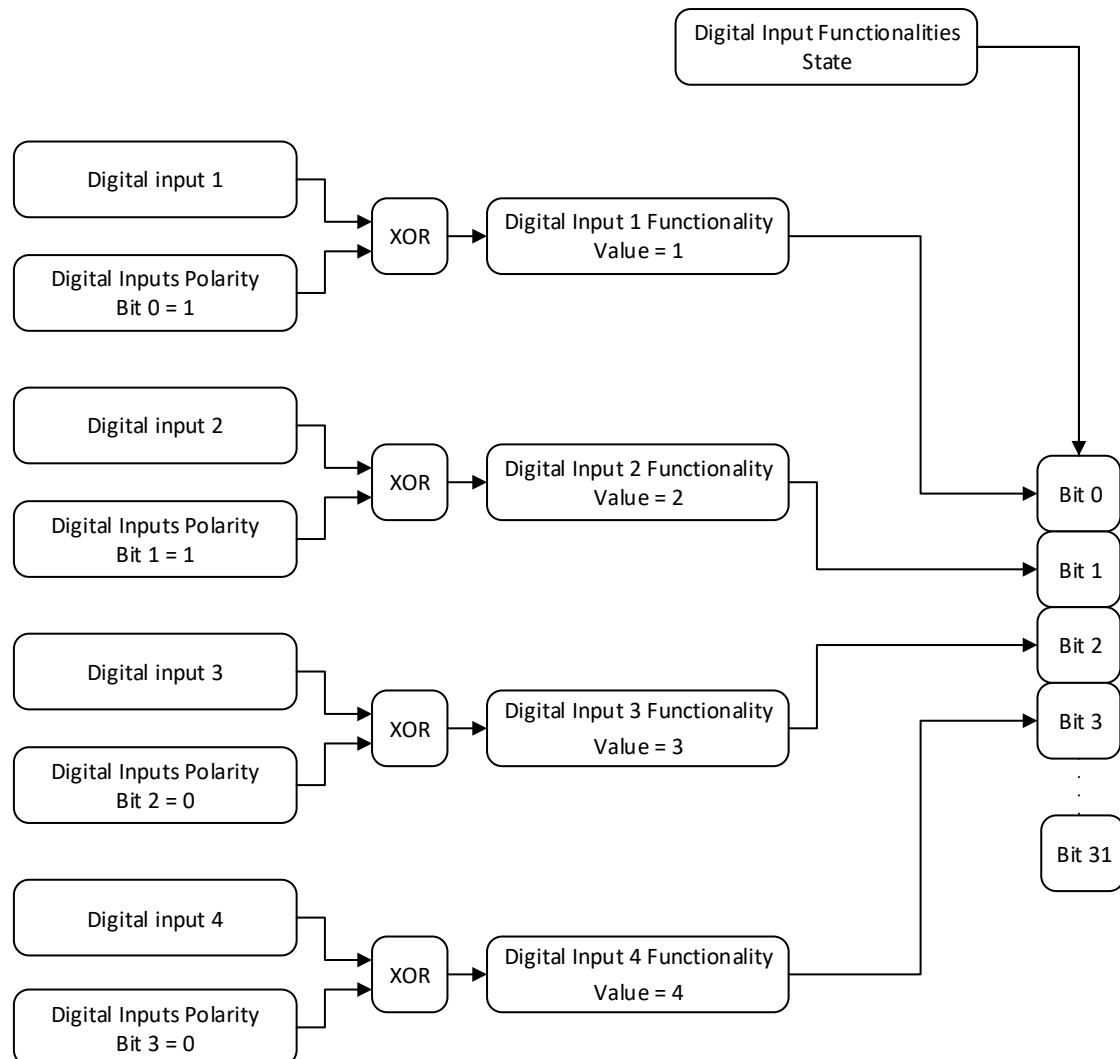 Digital Input Functionalities
State
Digital input 1
Digital Inputs Polarity
Bit 0 = 1
XOR
Digital Input 1 Functionality
Value = 1
Digital input 2
Digital Inputs Polarity
Bit 1 = 1
XOR
Digital Input 2 Functionality
Value = 2
Digital input 3
Digital Inputs Polarity
Bit 2 = 0
XOR
Digital Input 3 Functionality
Value = 3
Digital input 4
Digital Inputs Polarity
Bit 3 = 0
XOR
Digital Input 4 Functionality
Value = 4
Bit 0
Bit 1
Bit 2
Bit 3
Bit 31